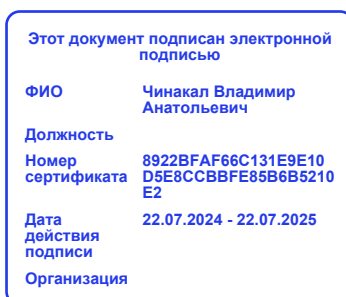 Этот документ подписан электронной
подписью
ФИО Чинакал Владимир
Анатольевич
Должность
Номер 8922BFAF66C131E9E10
сертификата D5E8CCBBFE85B6B5210
E2
Дата 22.07.2024 - 22.07.2025
действия
подписи
Организация